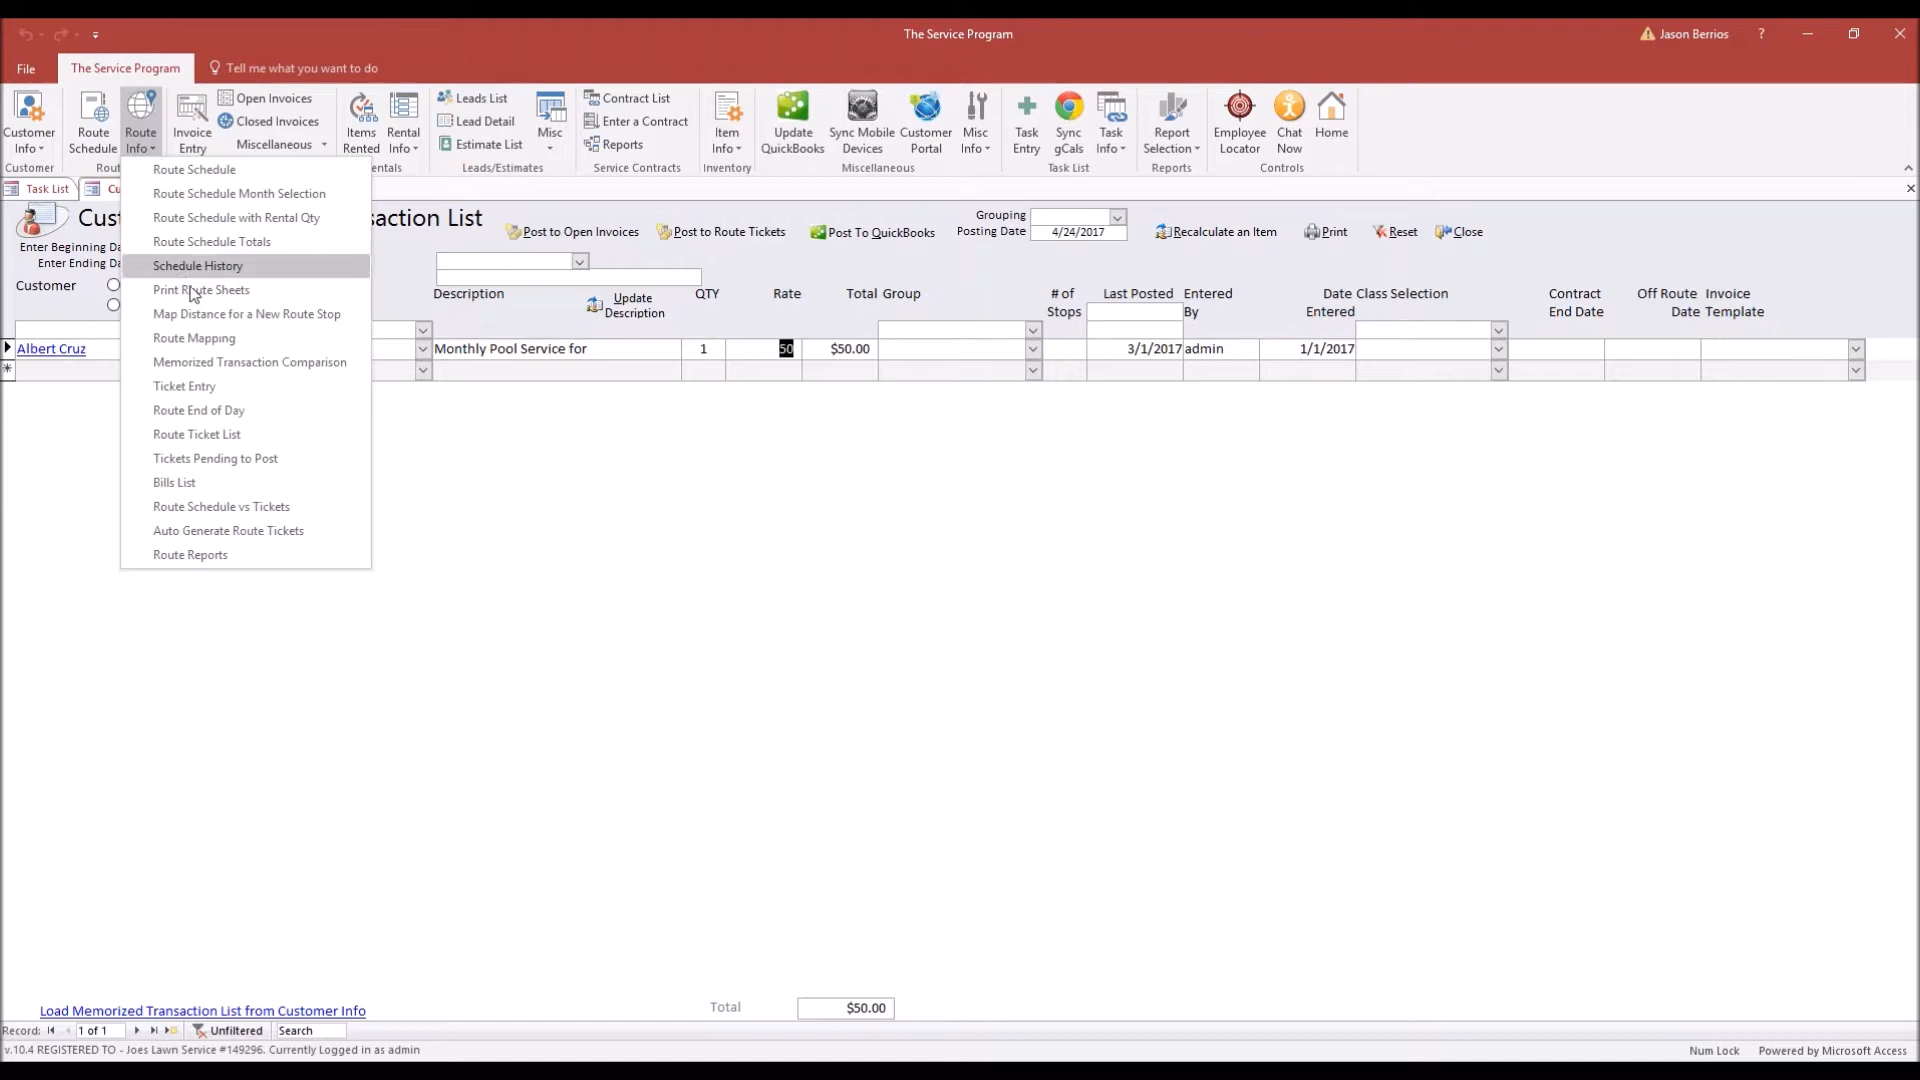 The Service Program
Jason Berrios
?
File
The Service Program
Tell me what you want to do
Customer Info
Route Schedule
Route Info
Invoice Entry
Open Invoices
Closed Invoices
Miscellaneous
Items Rented
Rental Info
Leads List
Lead Detail
Estimate List
Misc
Contract List
Enter a Contract
Reports
Item Info
Update QuickBooks
Sync Mobile Devices
Customer Portal
Misc Info
Task Entry
Sync gCals
Task Info
Report Selection
Employee Locator
Chat Now
Home
Customer
Rou
entals
Leads/Estimates
Service Contracts
Inventory
Miscellaneous
Task List
Reports
Controls
Task List
Cu
Route Schedule
Route Schedule Month Selection
Route Schedule with Rental Qty
Route Schedule Totals
Schedule History
Print Route Sheets
Map Distance for a New Route Stop
Route Mapping
Memorized Transaction Comparison
Ticket Entry
Route End of Day
Route Ticket List
Tickets Pending to Post
Bills List
Route Schedule vs Tickets
Auto Generate Route Tickets
Route Reports
Cust
saction List
Post to Open Invoices
Post to Route Tickets
Post To QuickBooks
Grouping
Posting Date
4/24/2017
Recalculate an Item
Print
Reset
Close
Enter Beginning Da
Enter Ending Da
Customer
Description
Update Description
QTY
Rate
Total
Group
# of Stops
Last Posted
Entered By
Date Entered
Class Selection
Contract End Date
Off Route Date
Invoice Template
Albert Cruz
Monthly Pool Service for
1
50
$50.00
3/1/2017
admin
1/1/2017
Load Memorized Transaction List from Customer Info
Total
$50.00
Record:
1 of 1
Unfiltered
Search
v.10.4 REGISTERED TO - Joes Lawn Service #149296. Currently Logged in as admin
Num Lock
Powered by Microsoft Access